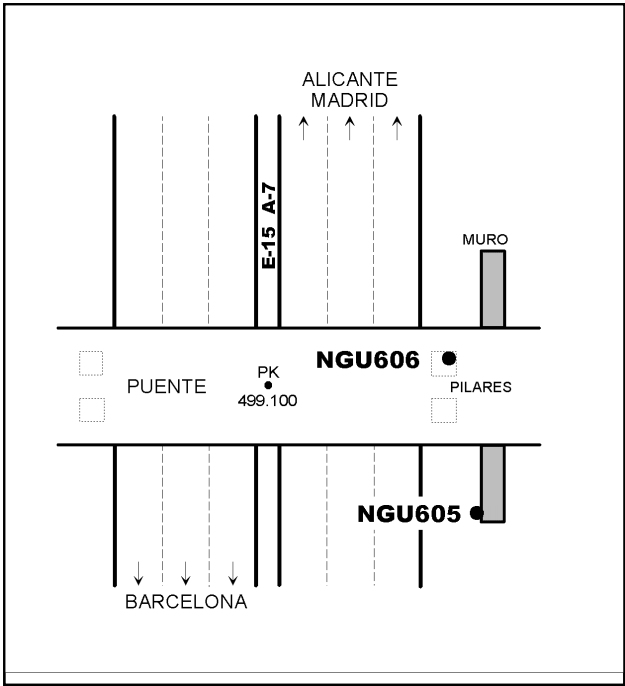 ALICANTE
MADRID
E-15 A-7
MURO
NGU606
PK
PUENTE
PILARES
499.100
NGU605
BARCELONA